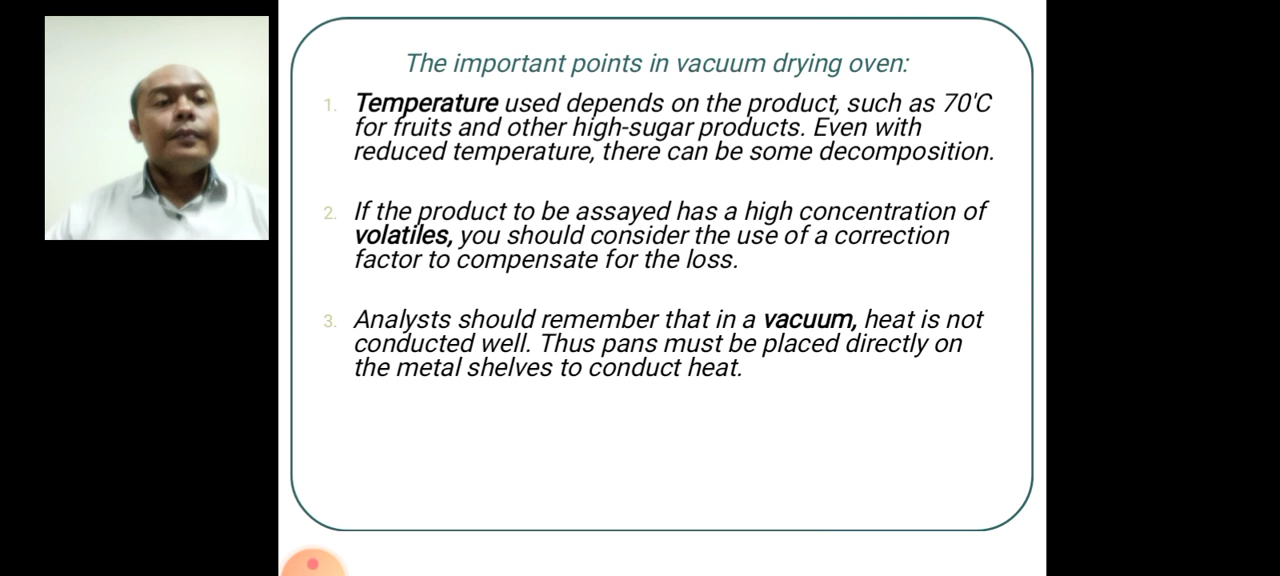 The important points in vacuum drying oven:
1. Temperature used depends on the product, such as 70'C
for fruits and other high-sugar products. Even with
reduced temperature, there can be some decomposition.
2. If the product to be assayed has a high concentration of
volatiles, you should consider the use of a correction
factor to compensate for the loss.
3. Analysts should remember that in a vacuum, heat is not
conducted well. Thus pans must be placed directly on
the metal shelves to conduct heat.